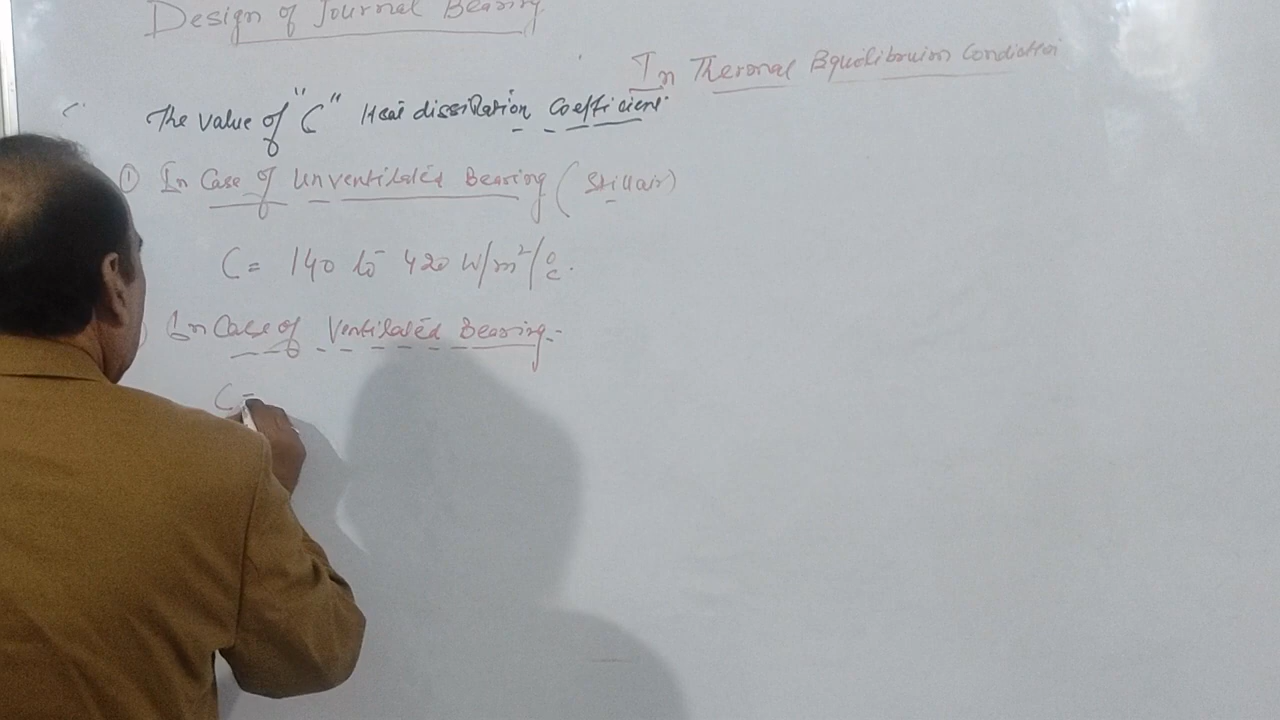 Design of Journal Bearing
In Thermal Equilibrium Condition
The value of "C" Heat dissipation Coefficient
① In Case of Unventilated Bearing (Still air)
C = 140 to 420 W/m²/°C.
In Case of Ventilated Bearing:-
C =